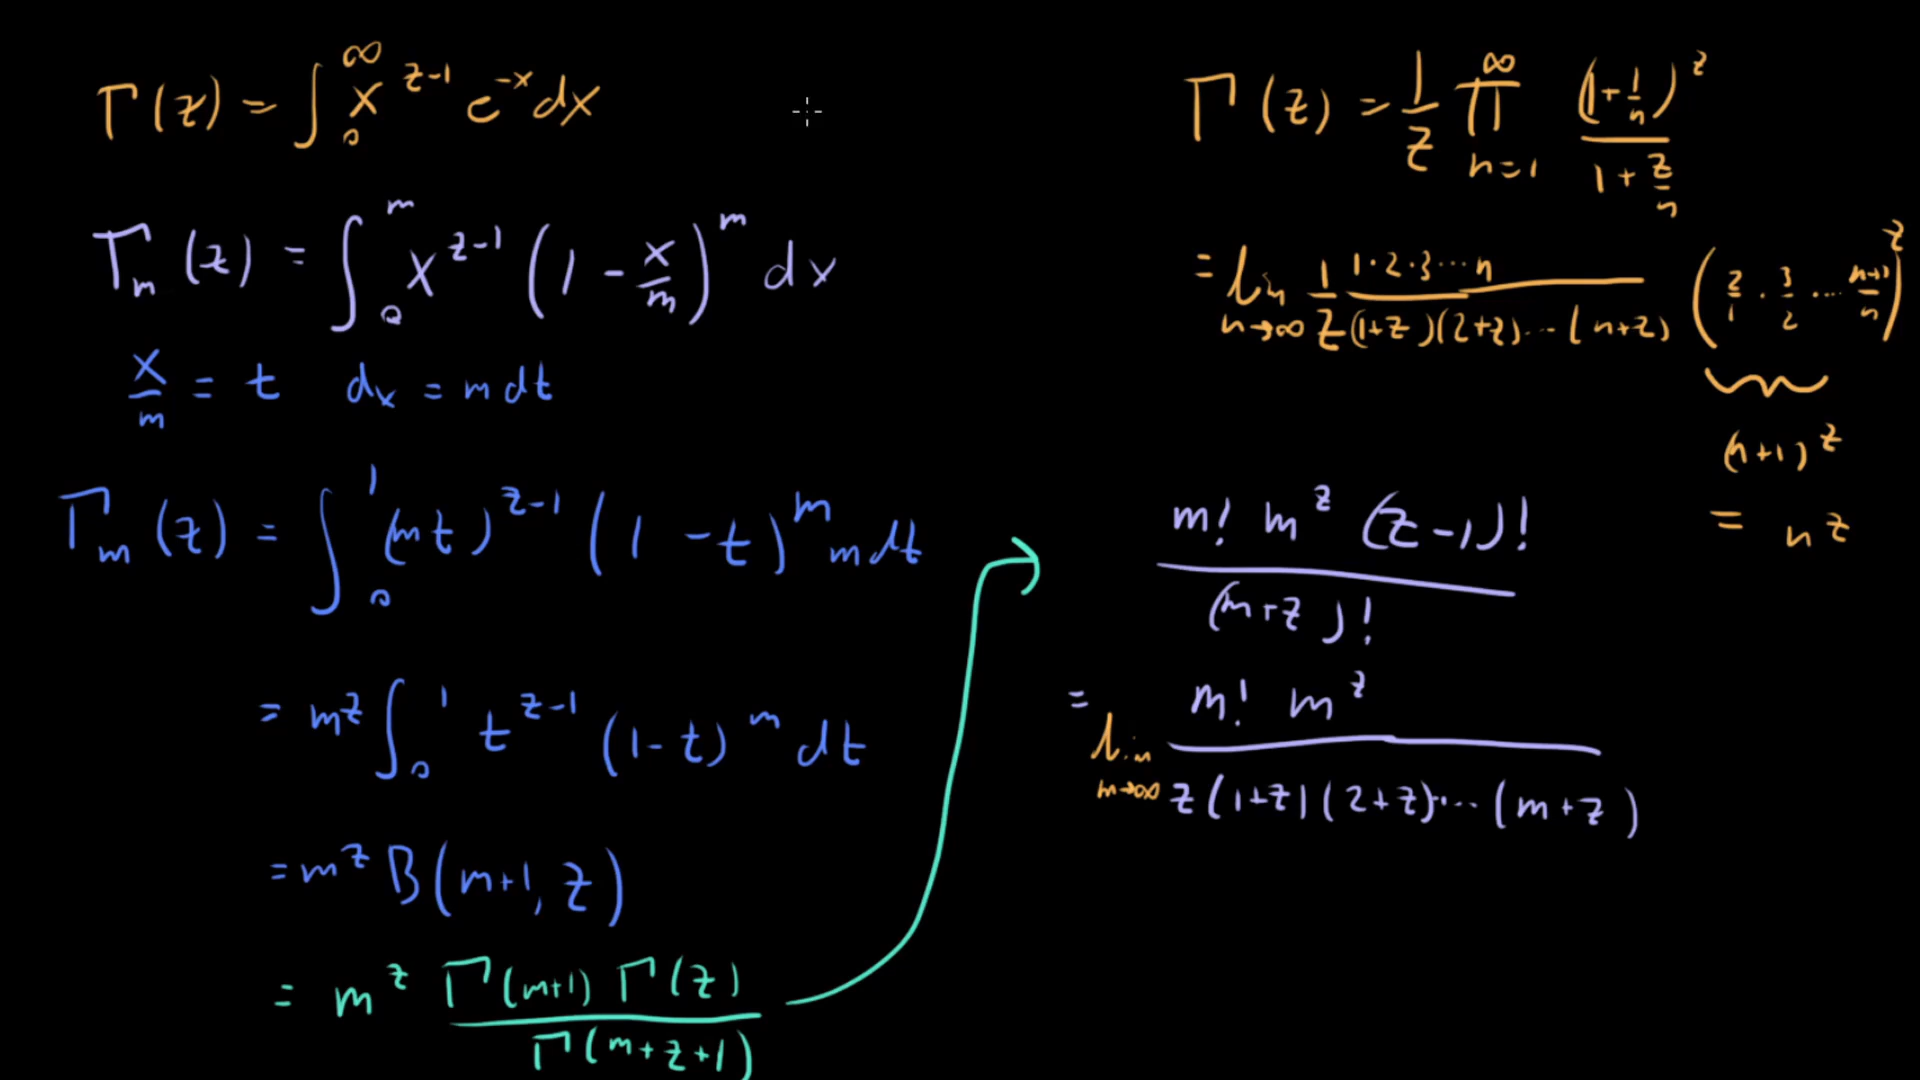 Γ(z) = ∫₀^∞ x^{z-1} e^{-x} dx
Γ_m(z) = ∫₀^m x^{z-1} (1 - x/m)^m dx
x/m = t   dx = m dt
Γ_m(z) = ∫₀^1 (mt)^{z-1} (1 - t)^m m dt
= m^z ∫₀^1 t^{z-1} (1-t)^m dt
= m^z B(m+1, z)
= m^z Γ(m+1) Γ(z) / Γ(m+z+1)
Γ(z) = 1/z ∏_{n=1}^∞ (1+1/n)^z / (1+z/n)
= lim_{n→∞} 1/z 1·2·3···n / (1+z)(2+z)···(n+z) (2/1 · 3/2 · ··· (n+1)/n)^z
(n+1)^z
= n^z
m! m^z (z-1)! / (m+z)!
= lim_{m→∞} m! m^z / z(1+z)(2+z)···(m+z)